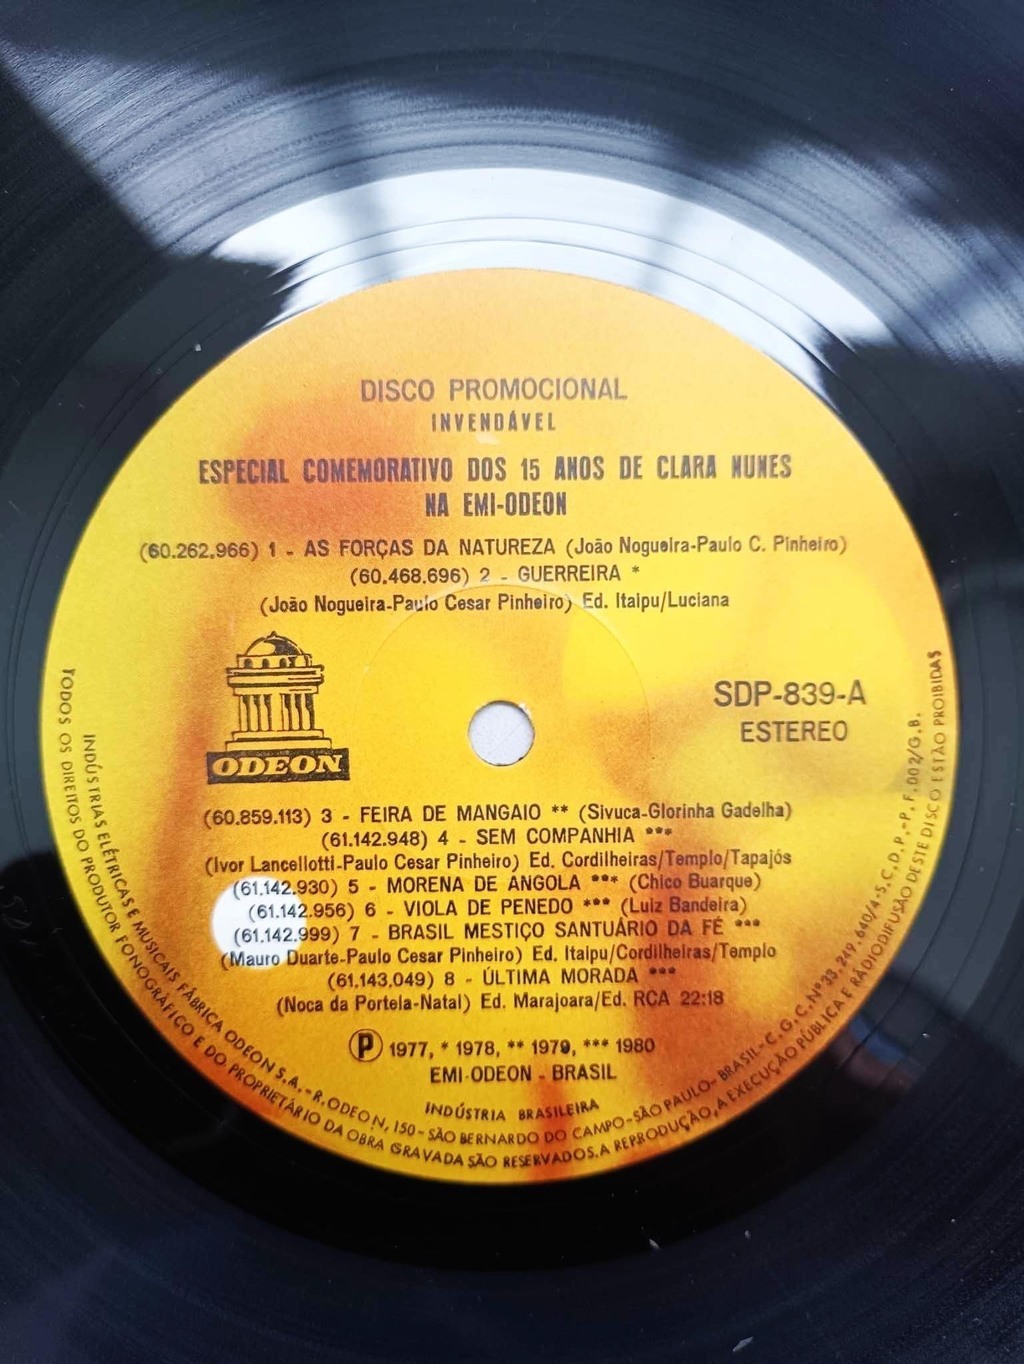 DISCO PROMOCIONAL
INVENDÁVEL
ESPECIAL COMEMORATIVO DOS 15 ANOS DE CLARA NUNES
NA EMI-ODEON
(60.262.966) 1 - AS FORÇAS DA NATUREZA (João Nogueira-Paulo C. Pinheiro)
(60.468.696) 2 - GUERREIRA *
(João Nogueira-Paulo Cesar Pinheiro) Ed. Itaipu/Luciana
ODEON
SDP-839-A
ESTEREO
(60.859.113) 3 - FEIRA DE MANGAIO ** (Sivuca-Glorinha Gadelha)
(61.142.948) 4 - SEM COMPANHIA ***
(Ivor Lancellotti-Paulo Cesar Pinheiro) Ed. Cordilheiras/Templo/Tapajós
(61.142.930) 5 - MORENA DE ANGOLA *** (Chico Buarque)
(61.142.956) 6 - VIOLA DE PENEDO *** (Luiz Bandeira)
(61.142.999) 7 - BRASIL MESTIÇO SANTUÁRIO DA FÉ ***
(Mauro Duarte-Paulo Cesar Pinheiro) Ed. Itaipu/Cordilheiras/Templo
(61.143.049) 8 - ÚLTIMA MORADA ***
(Noca da Portela-Natal) Ed. Marajoara/Ed. RCA 22:18
Ⓟ 1977, * 1978, ** 1979, *** 1980
EMI-ODEON - BRASIL
INDÚSTRIA BRASILEIRA
INDÚSTRIAS ELÉTRICAS E MUSICAIS FÁBRICA ODEON S.A. - R. ODEON, 150 - SÃO BERNARDO DO CAMPO - SÃO PAULO - BRASIL - C.G.C. Nº 33.249.640/4 - S.C.D.P. - P.F. 002/G.B.
TODOS OS DIREITOS DO PRODUTOR FONOGRÁFICO E DO PROPRIETÁRIO DA OBRA GRAVADA SÃO RESERVADOS. A REPRODUÇÃO, A EXECUÇÃO PÚBLICA E RÁDIODIFUSÃO DESTE DISCO ESTÃO PROIBIDAS